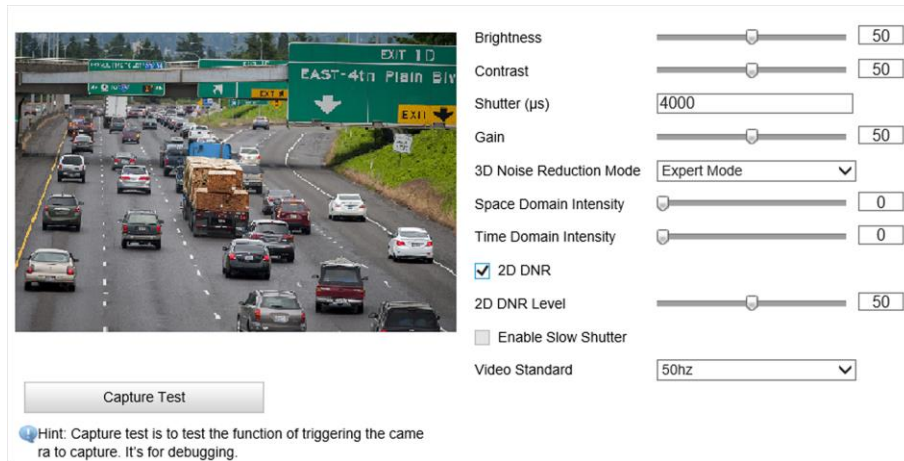 EXIT 1D
EAST-4tn Plain Blv
EXIT
Brightness 50
Contrast 50
Shutter (µs) 4000
Gain 50
3D Noise Reduction Mode Expert Mode
Space Domain Intensity 0
Time Domain Intensity 0
2D DNR
2D DNR Level 50
Enable Slow Shutter
Video Standard 50hz
Capture Test
Hint: Capture test is to test the function of triggering the came
ra to capture. It's for debugging.